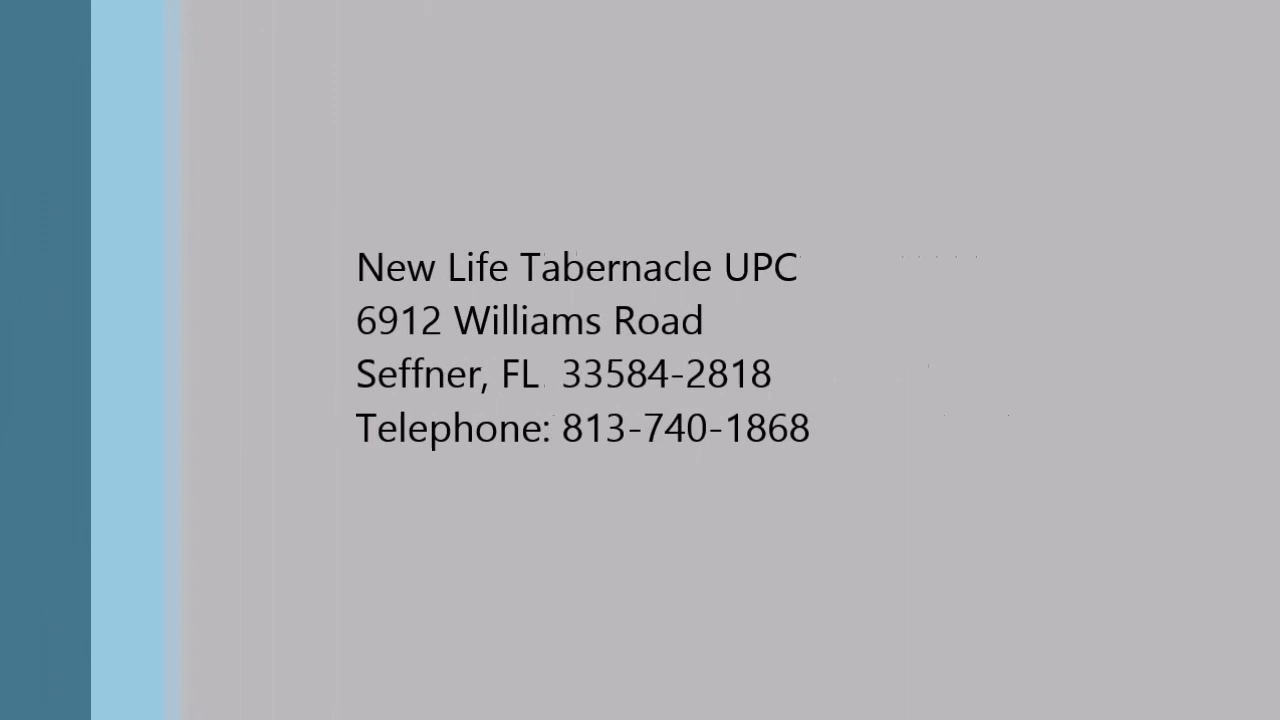 New Life Tabernacle UPC
6912 Williams Road
Seffner, FL  33584-2818
Telephone: 813-740-1868